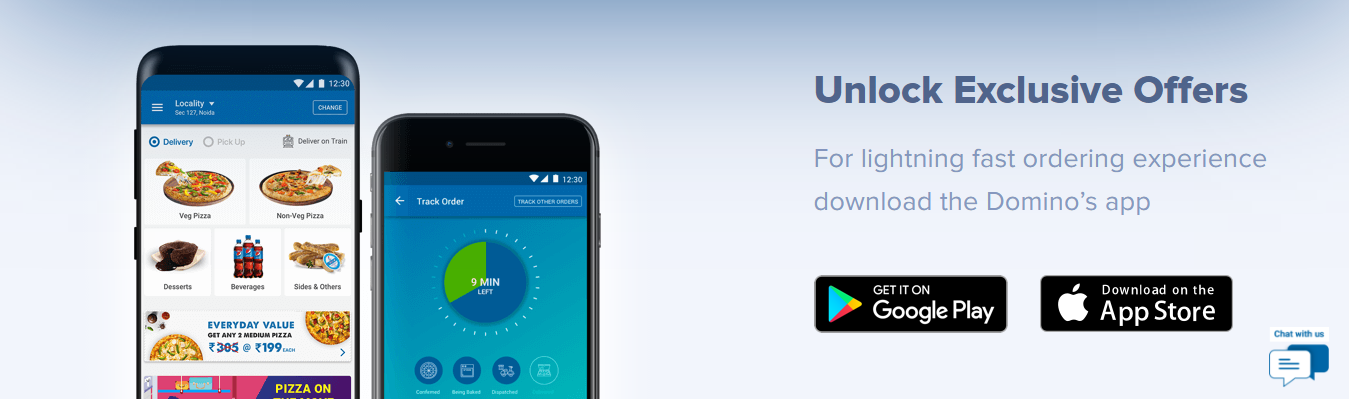 12:30
Locality
Sec 127, Noida
CHANGE
Delivery
Pick Up
Deliver on Train
Veg Pizza
Non-Veg Pizza
Desserts
Beverages
Sides & Others
EVERYDAY VALUE
GET ANY 2 MEDIUM PIZZA
₹305 @ ₹199 EACH
PIZZA ON
12:30
Track Order
TRACK OTHER ORDERS
9 MIN
LEFT
Confirmed
Being Baked
Dispatched
Unlock Exclusive Offers
For lightning fast ordering experience
download the Domino’s app
GET IT ON
Google Play
Download on the
App Store
Chat with us